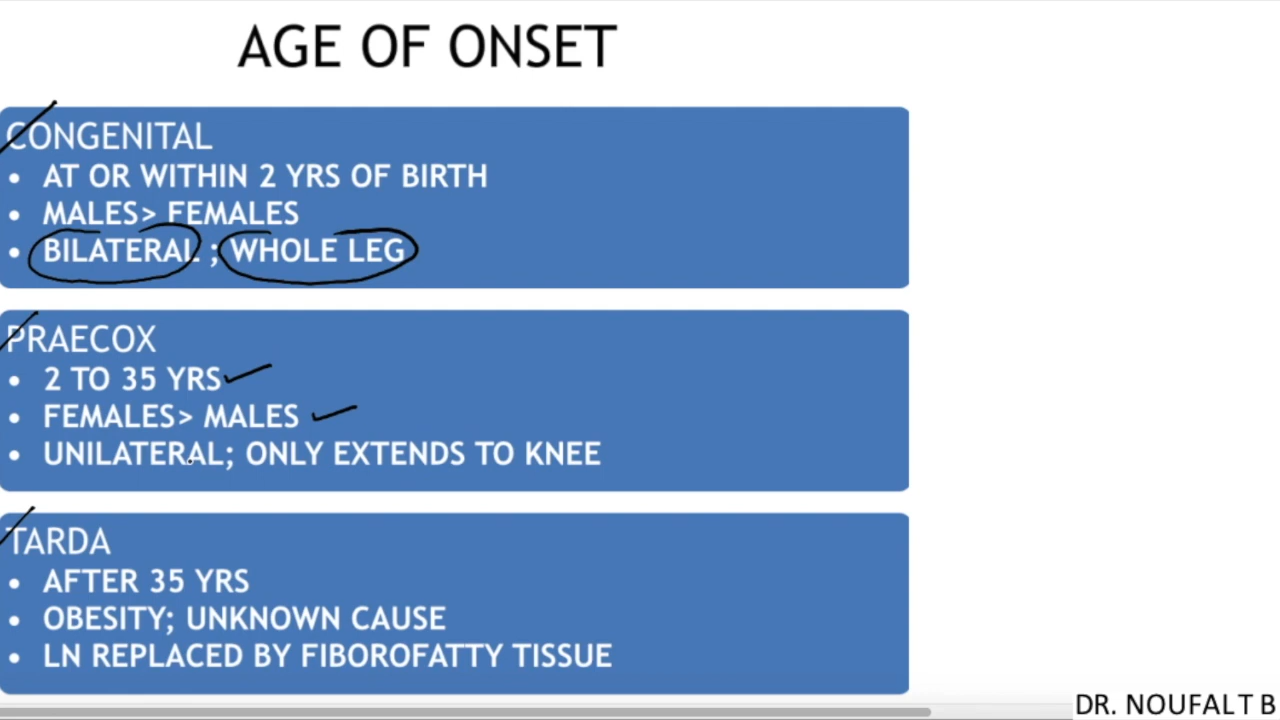 AGE OF ONSET
CONGENITAL
• AT OR WITHIN 2 YRS OF BIRTH
• MALES> FEMALES
• BILATERAL ; WHOLE LEG
PRAECOX
• 2 TO 35 YRS
• FEMALES> MALES
• UNILATERAL; ONLY EXTENDS TO KNEE
TARDA
• AFTER 35 YRS
• OBESITY; UNKNOWN CAUSE
• LN REPLACED BY FIBOROFATTY TISSUE
DR. NOUFALT B